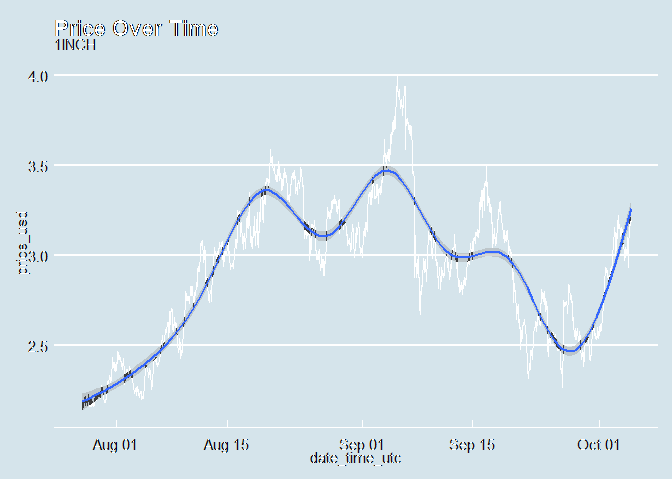 Price Over Time
1INCH
4.0
3.5
3.0
2.5
Aug 01 Aug 15 Sep 01 Sep 15 Oct 01
date_time_utc